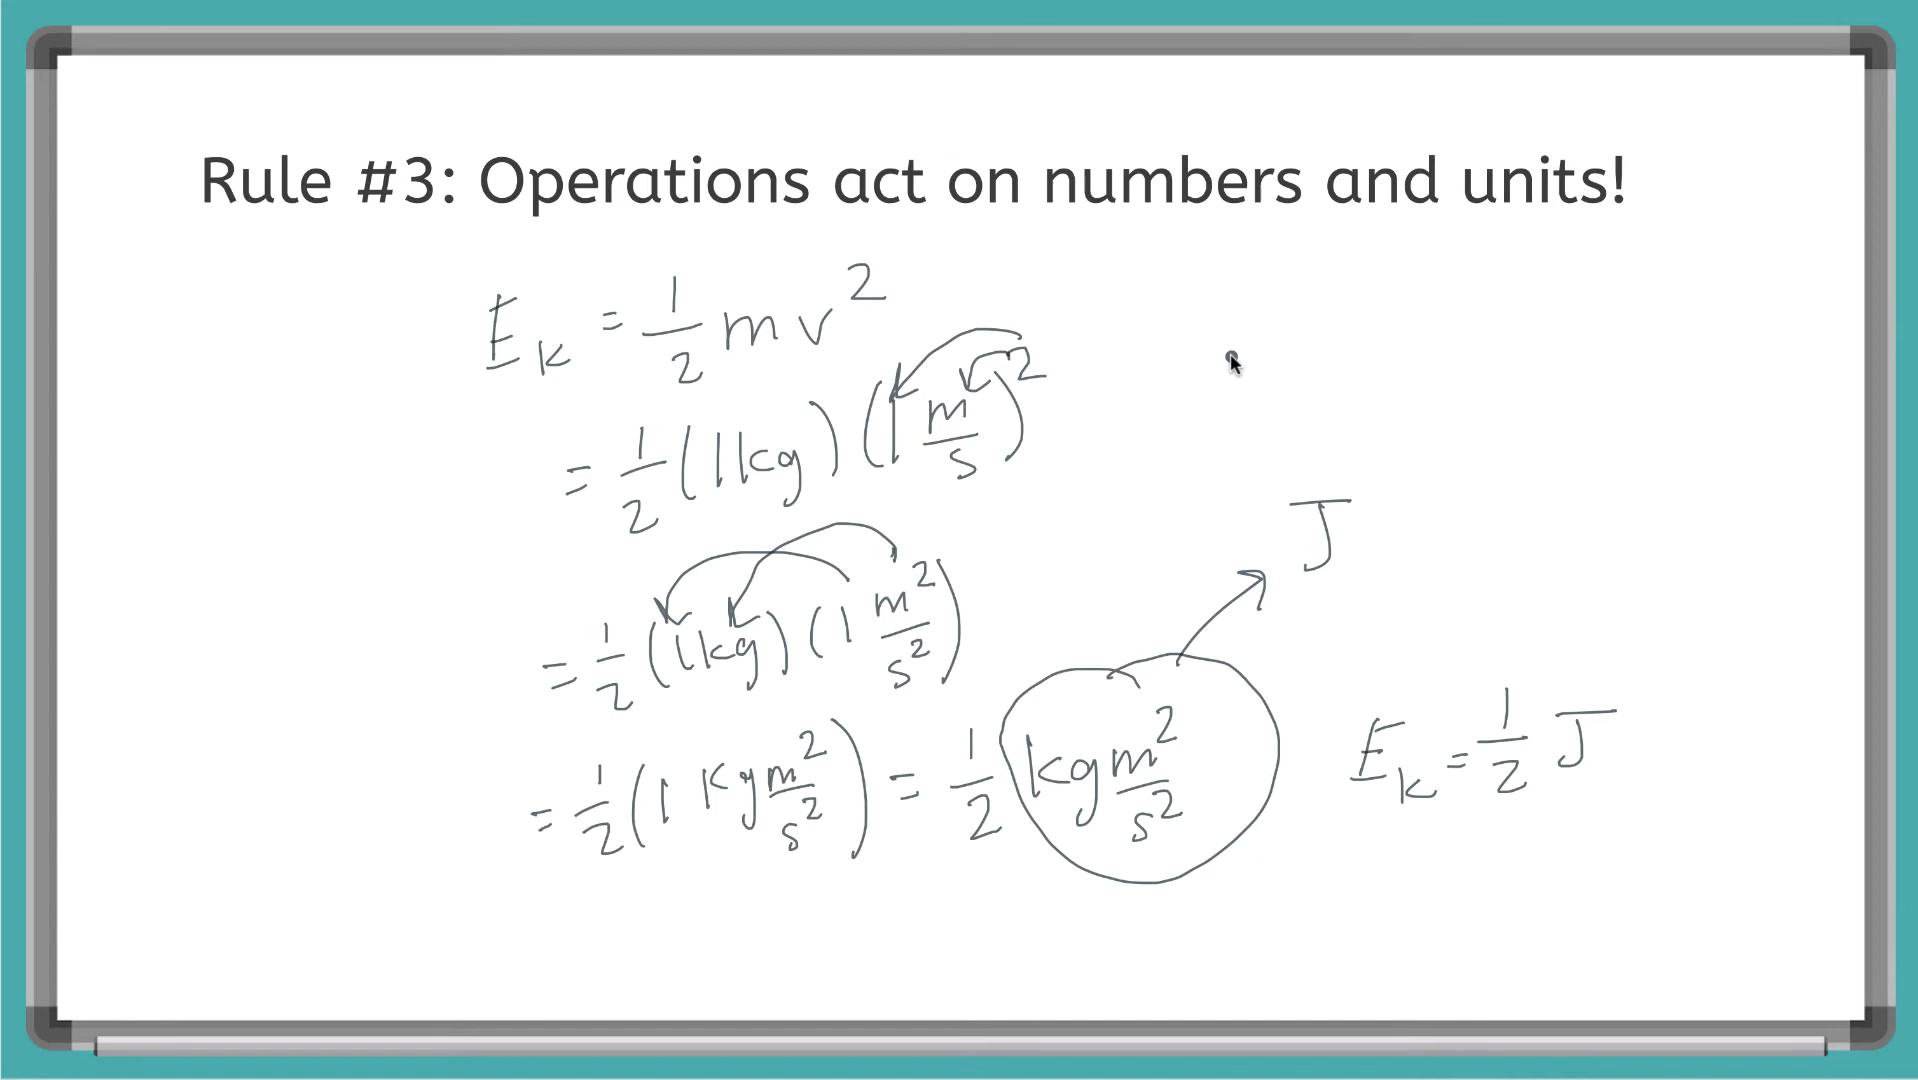 Rule #3: Operations act on numbers and units!
E_k = 1/2 m v^2
= 1/2 (1 kg) (1 m/s)^2
= 1/2 (1 kg) (1 m^2/s^2)
= 1/2 (1 kg m^2/s^2) = 1/2 kg m^2/s^2
J
E_k = 1/2 J